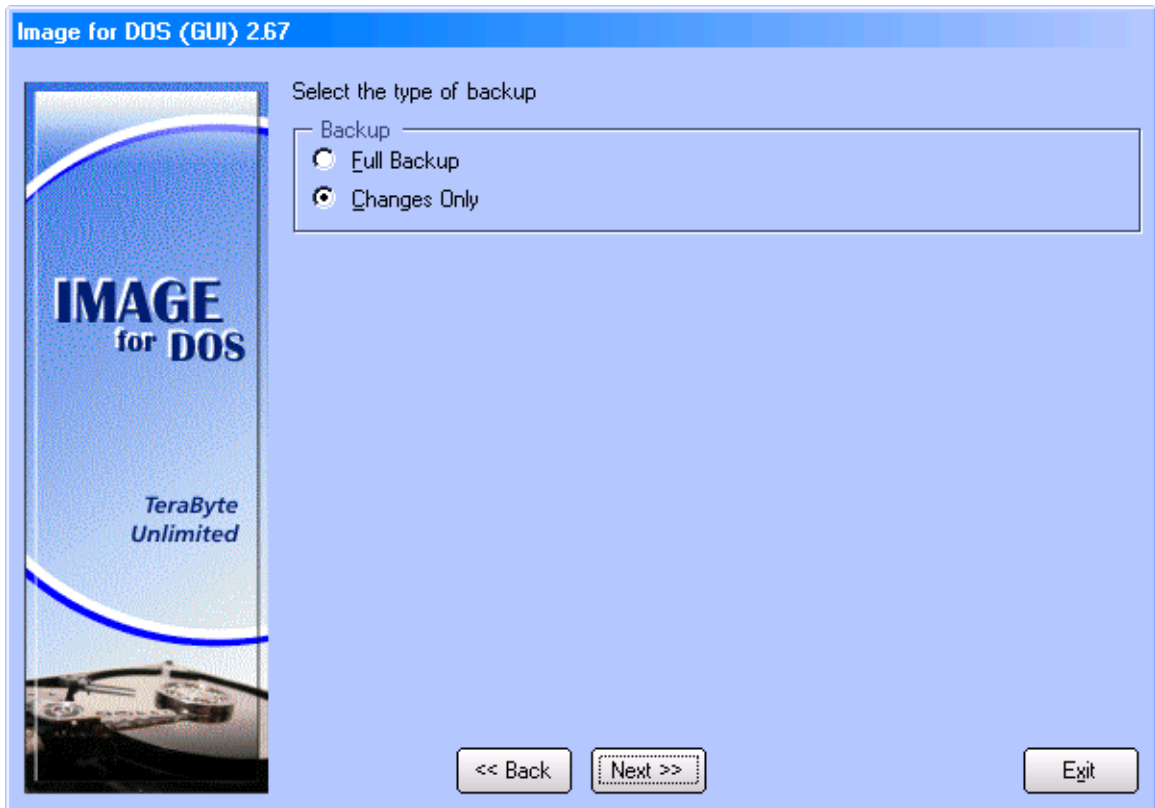 Image for DOS (GUI) 2.67
Select the type of backup
Backup
Full Backup
Changes Only
IMAGE
for DOS
TeraByte
Unlimited
<< Back
Next >>
Exit